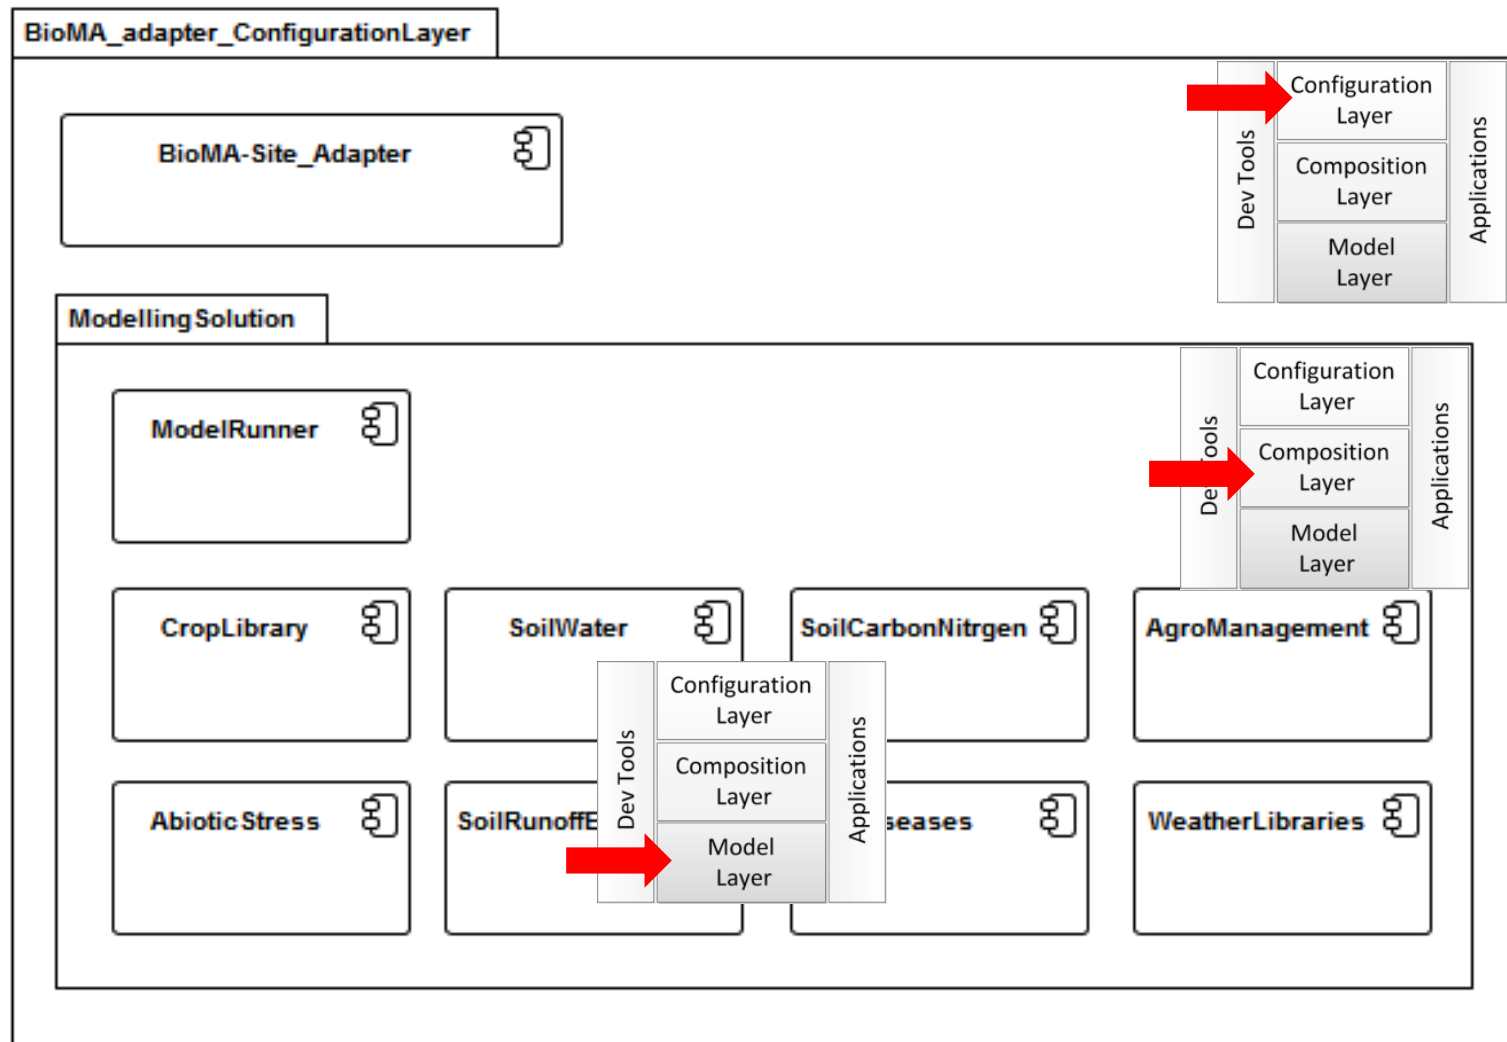 BioMA_adapter_ConfigurationLayer
BioMA-Site_Adapter
Dev Tools
Configuration
Layer
Composition
Layer
Model
Layer
Applications
ModellingSolution
ModelRunner
Configuration
Layer
Composition
Layer
Model
Layer
Applications
CropLibrary
SoilWater
SoilCarbonNitrgen
AgroManagement
Dev Tools
Configuration
Layer
Composition
Layer
Model
Layer
Applications
AbioticStress
WeatherLibraries